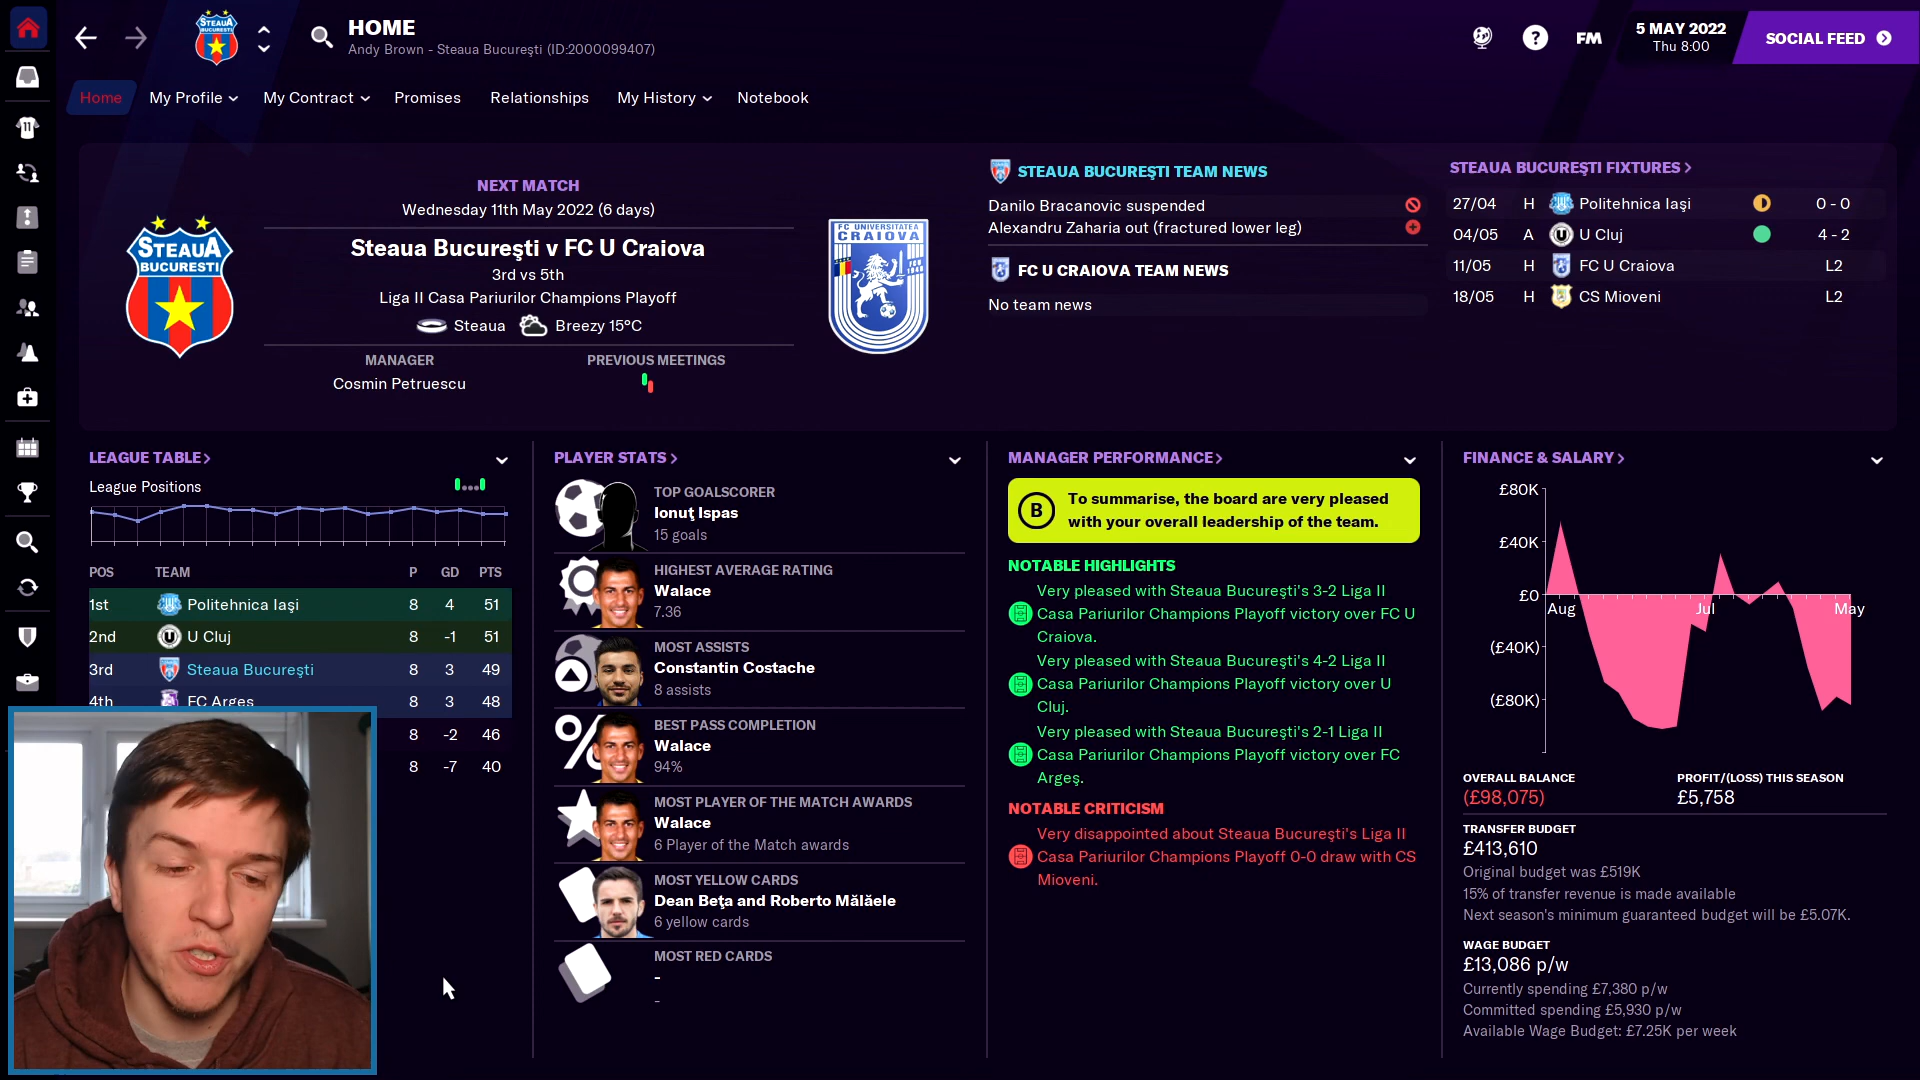 STEAUA
BUCURESTI
HOME
Andy Brown - Steaua Bucureşti (ID:2000099407)
FM
5 MAY 2022
Thu 8:00
SOCIAL FEED
Home
My Profile
My Contract
Promises
Relationships
My History
Notebook
NEXT MATCH
Wednesday 11th May 2022 (6 days)
Steaua Bucureşti v FC U Craiova
3rd vs 5th
Liga II Casa Pariurilor Champions Playoff
Steaua
Breezy 15°C
MANAGER
Cosmin Petruescu
PREVIOUS MEETINGS
STEAUA
BUCURESTI
FC UNIVERSITATEA
CRAIOVA
STEAUA BUCUREŞTI TEAM NEWS
Danilo Bracanovic suspended
Alexandru Zaharia out (fractured lower leg)
FC U CRAIOVA TEAM NEWS
No team news
STEAUA BUCUREŞTI FIXTURES
27/04 H Politehnica Iaşi 0 - 0
04/05 A U Cluj 4 - 2
11/05 H FC U Craiova L2
18/05 H CS Mioveni L2
LEAGUE TABLE
League Positions
POS TEAM P GD PTS
1st Politehnica Iaşi 8 4 51
2nd U Cluj 8 -1 51
3rd Steaua Bucureşti 8 3 49
4th FC Arges 8 3 48
8 -2 46
8 -7 40
PLAYER STATS
TOP GOALSCORER
Ionuţ Ispas
15 goals
HIGHEST AVERAGE RATING
Walace
7.36
MOST ASSISTS
Constantin Costache
8 assists
BEST PASS COMPLETION
Walace
94%
MOST PLAYER OF THE MATCH AWARDS
Walace
6 Player of the Match awards
MOST YELLOW CARDS
Dean Beţa and Roberto Mălăele
6 yellow cards
MOST RED CARDS
-
-
MANAGER PERFORMANCE
B
To summarise, the board are very pleased
with your overall leadership of the team.
NOTABLE HIGHLIGHTS
Very pleased with Steaua Bucureşti's 3-2 Liga II
Casa Pariurilor Champions Playoff victory over FC U
Craiova.
Very pleased with Steaua Bucureşti's 4-2 Liga II
Casa Pariurilor Champions Playoff victory over U
Cluj.
Very pleased with Steaua Bucureşti's 2-1 Liga II
Casa Pariurilor Champions Playoff victory over FC
Argeş.
NOTABLE CRITICISM
Very disappointed about Steaua Bucureşti's Liga II
Casa Pariurilor Champions Playoff 0-0 draw with CS
Mioveni.
FINANCE & SALARY
£80K
£40K
£0
(£40K)
(£80K)
Aug
Jul
May
OVERALL BALANCE
(£98,075)
PROFIT/(LOSS) THIS SEASON
£5,758
TRANSFER BUDGET
£413,610
Original budget was £519K
15% of transfer revenue is made available
Next season's minimum guaranteed budget will be £5.07K.
WAGE BUDGET
£13,086 p/w
Currently spending £7,380 p/w
Committed spending £5,930 p/w
Available Wage Budget: £7.25K per week